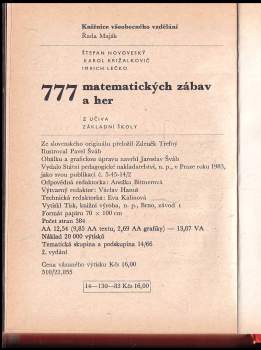 Knižnice všeobecného vzdělání
Řada Maják
ŠTEFAN NOVOVESKÝ
KAROL KRIŽALKOVIČ
IMRICH LEČKO
777 matematických zábav
a her
Z UČIVA
ZÁKLADNÍ ŠKOLY
Ze slovenského originálu přeložil Zdeněk Třešný
Ilustroval Pavel Šváb
Obálku a grafickou úpravu navrhl Jaroslav Šváb
Vydalo Státní pedagogické nakladatelství, n. p., v Praze roku 1983,
jako svou publikaci č. 5-45-14/2
Odpovědná redaktorka: Anežka Bittnerová
Výtvarný redaktor: Václav Hanuš
Technická redaktorka: Eva Kalinová
Vytiskl Tisk, knižní výroba, n. p., Brno, závod 1
Formát papíru 70 × 100 cm
Počet stran 384
AA 12,54 (9,85 AA textu, 2,69 AA grafiky) — 13,07 VA
Náklad 20 000 výtisků
Tematická skupina a podskupina 14/66
2. vydání
Cena vázaného výtisku Kčs 16,00
510/22,055
14—130—83 Kčs 16,00